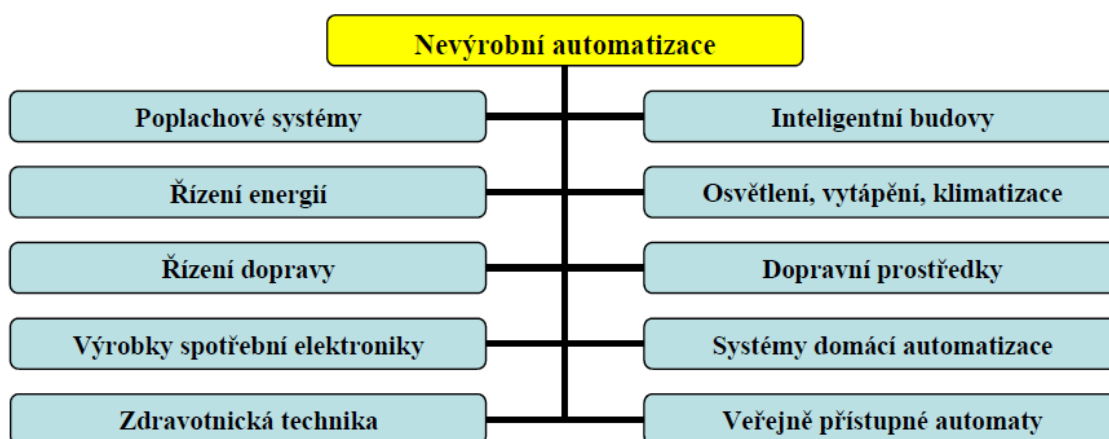 Nevýrobní automatizace
Poplachové systémy
Inteligentní budovy
Řízení energií
Osvětlení, vytápění, klimatizace
Řízení dopravy
Dopravní prostředky
Výrobky spotřební elektroniky
Systémy domácí automatizace
Zdravotnická technika
Veřejně přístupné automaty